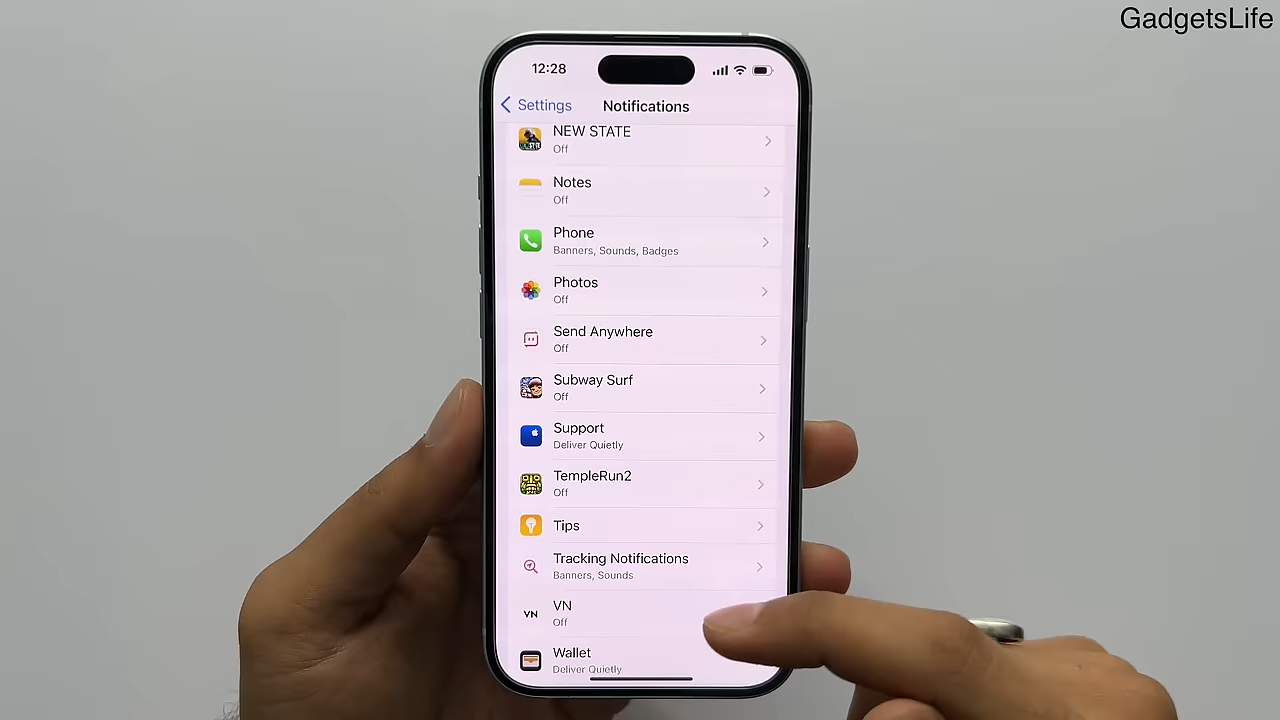 GadgetsLife
12:28
Settings
Notifications
NEW STATE
Off
Notes
Off
Phone
Banners, Sounds, Badges
Photos
Off
Send Anywhere
Off
Subway Surf
Off
Support
Deliver Quietly
TempleRun2
Off
Tips
Tracking Notifications
Banners, Sounds
VN
VN
Off
Wallet
Deliver Quietly